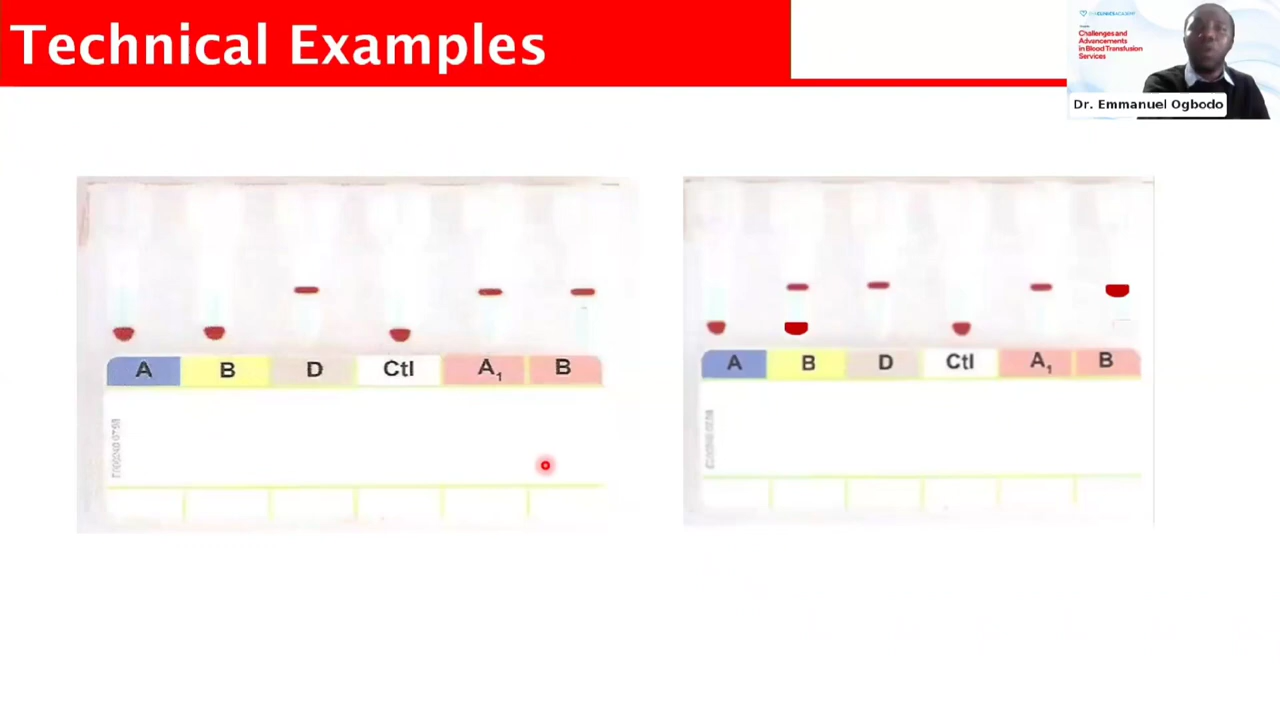 Technical Examples
Challenges and
Advancements
in Blood Transfusion
Services
Dr. Emmanuel Ogbodo
A B D Ctl A1 B
A B D Ctl A1 B